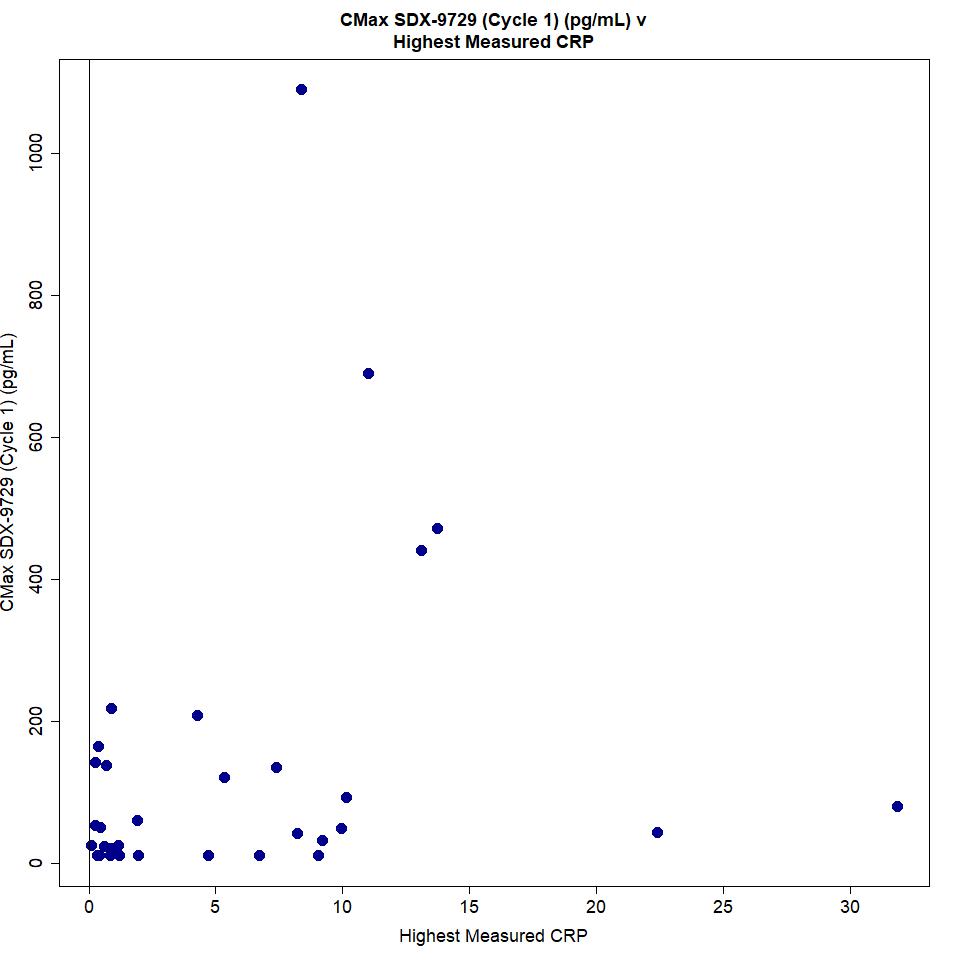 CMax SDX-9729 (Cycle 1) (pg/mL) v
Highest Measured CRP
CMax SDX-9729 (Cycle 1) (pg/mL)
1000
800
600
400
200
0
0 5 10 15 20 25 30
Highest Measured CRP